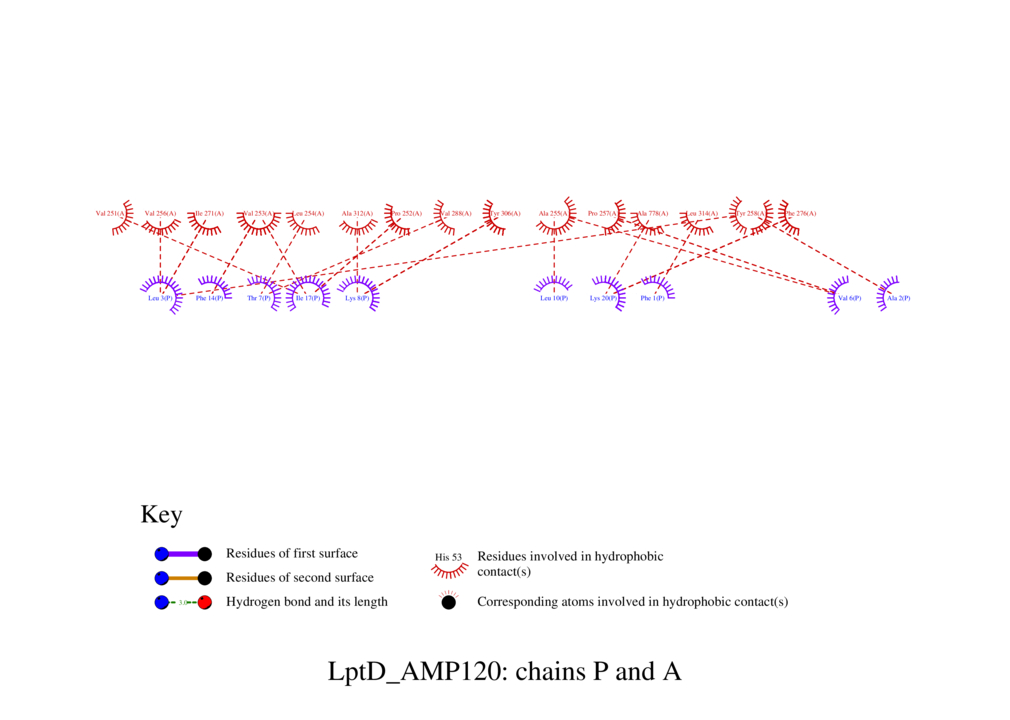 Val 251(A) Val 256(A) Ile 271(A) Val 253(A) Leu 254(A) Ala 312(A) Pro 252(A) Val 288(A) Tyr 306(A) Ala 255(A) Pro 257(A) Ala 778(A) Leu 314(A) Tyr 258(A) Phe 276(A)
Leu 3(P) Phe 14(P) Thr 7(P) Ile 17(P) Lys 8(P) Leu 10(P) Lys 20(P) Phe 1(P) Val 6(P) Ala 2(P)
Key
Residues of first surface
Residues of second surface
3.0 Hydrogen bond and its length
His 53 Residues involved in hydrophobic
contact(s)
Corresponding atoms involved in hydrophobic contact(s)
LptD_AMP120: chains P and A